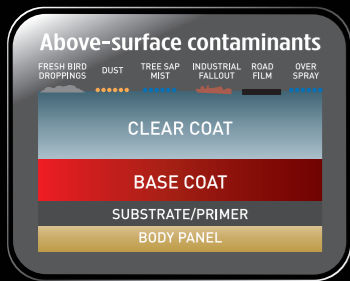 Above-surface contaminants
FRESH BIRD DROPPINGS
DUST
TREE SAP MIST
INDUSTRIAL FALLOUT
ROAD FILM
OVER SPRAY
CLEAR COAT
BASE COAT
SUBSTRATE/PRIMER
BODY PANEL